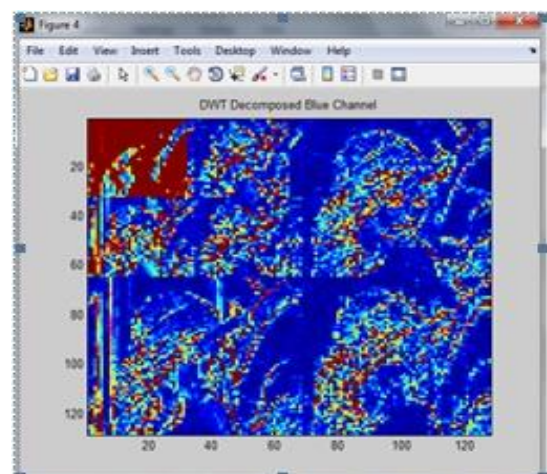 Figure 4
File Edit View Insert Tools Desktop Window Help
DWT Decomposed Blue Channel
20
40
60
80
100
120
20 40 60 80 100 120